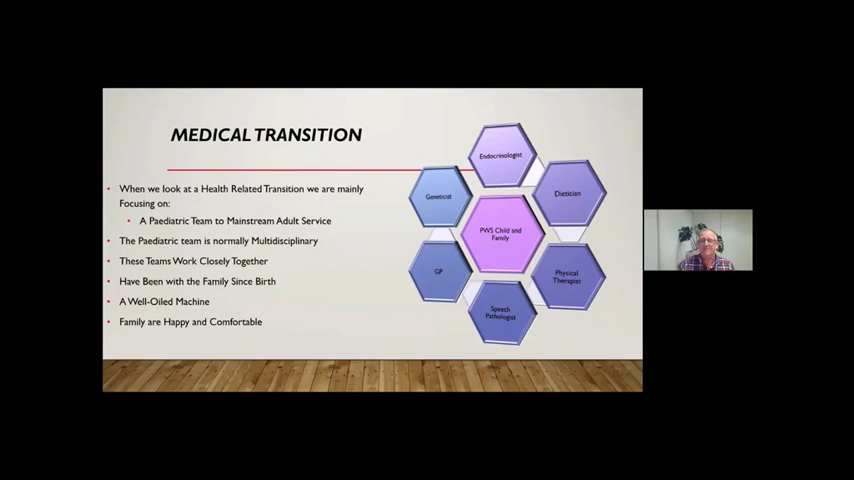 MEDICAL TRANSITION
When we look at a Health Related Transition we are mainly
Focusing on:
A Paediatric Team to Mainstream Adult Service
The Paediatric team is normally Multidisciplinary
These Teams Work Closely Together
Have Been with the Family Since Birth
A Well-Oiled Machine
Family are Happy and Comfortable
Endocrinologist
Dietician
Geneticist
PWS Child and
Family
GP
Physical
Therapist
Speech
Pathologist